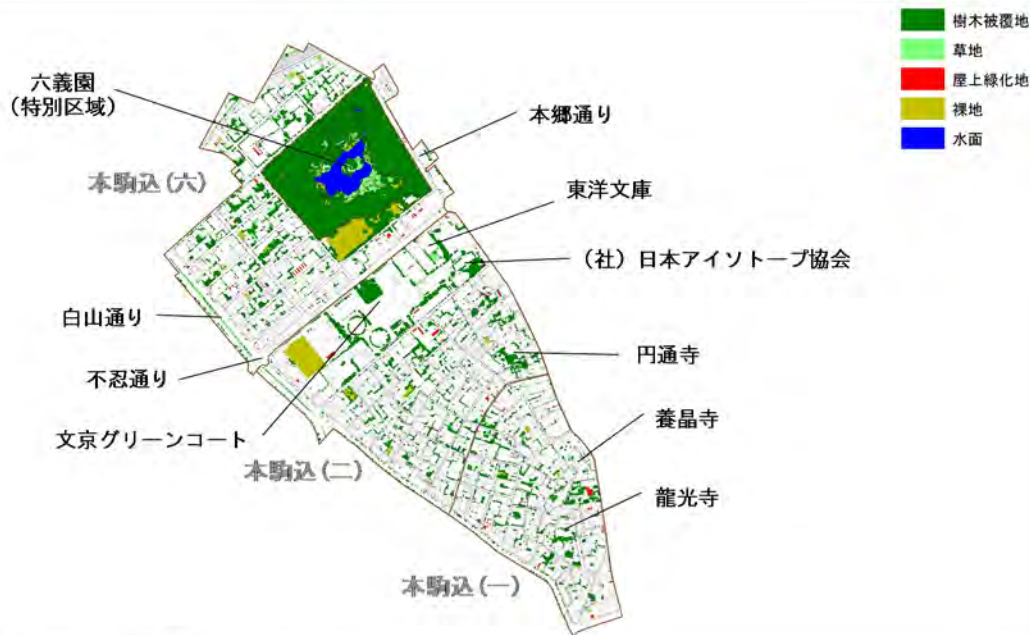 樹木被覆地
草地
屋上緑化地
裸地
水面
六義園
(特別区域)
本郷通り
本駒込(六)
東洋文庫
(社)日本アイソトープ協会
白山通り
円通寺
不忍通り
養晶寺
文京グリーンコート
本駒込(二)
龍光寺
本駒込(一)